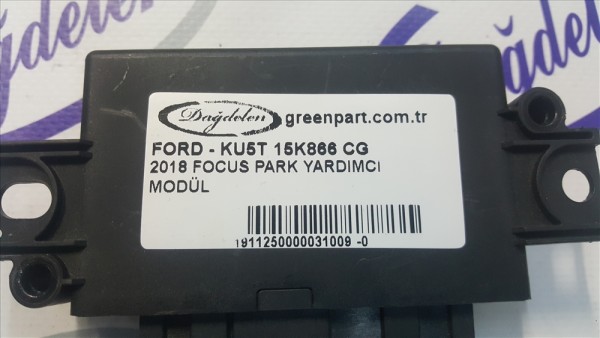 Dağdelen greenpart.com.tr
FORD - KU5T 15K866 CG
2018 FOCUS PARK YARDIMCI
MODÜL
1911250000031009 -0